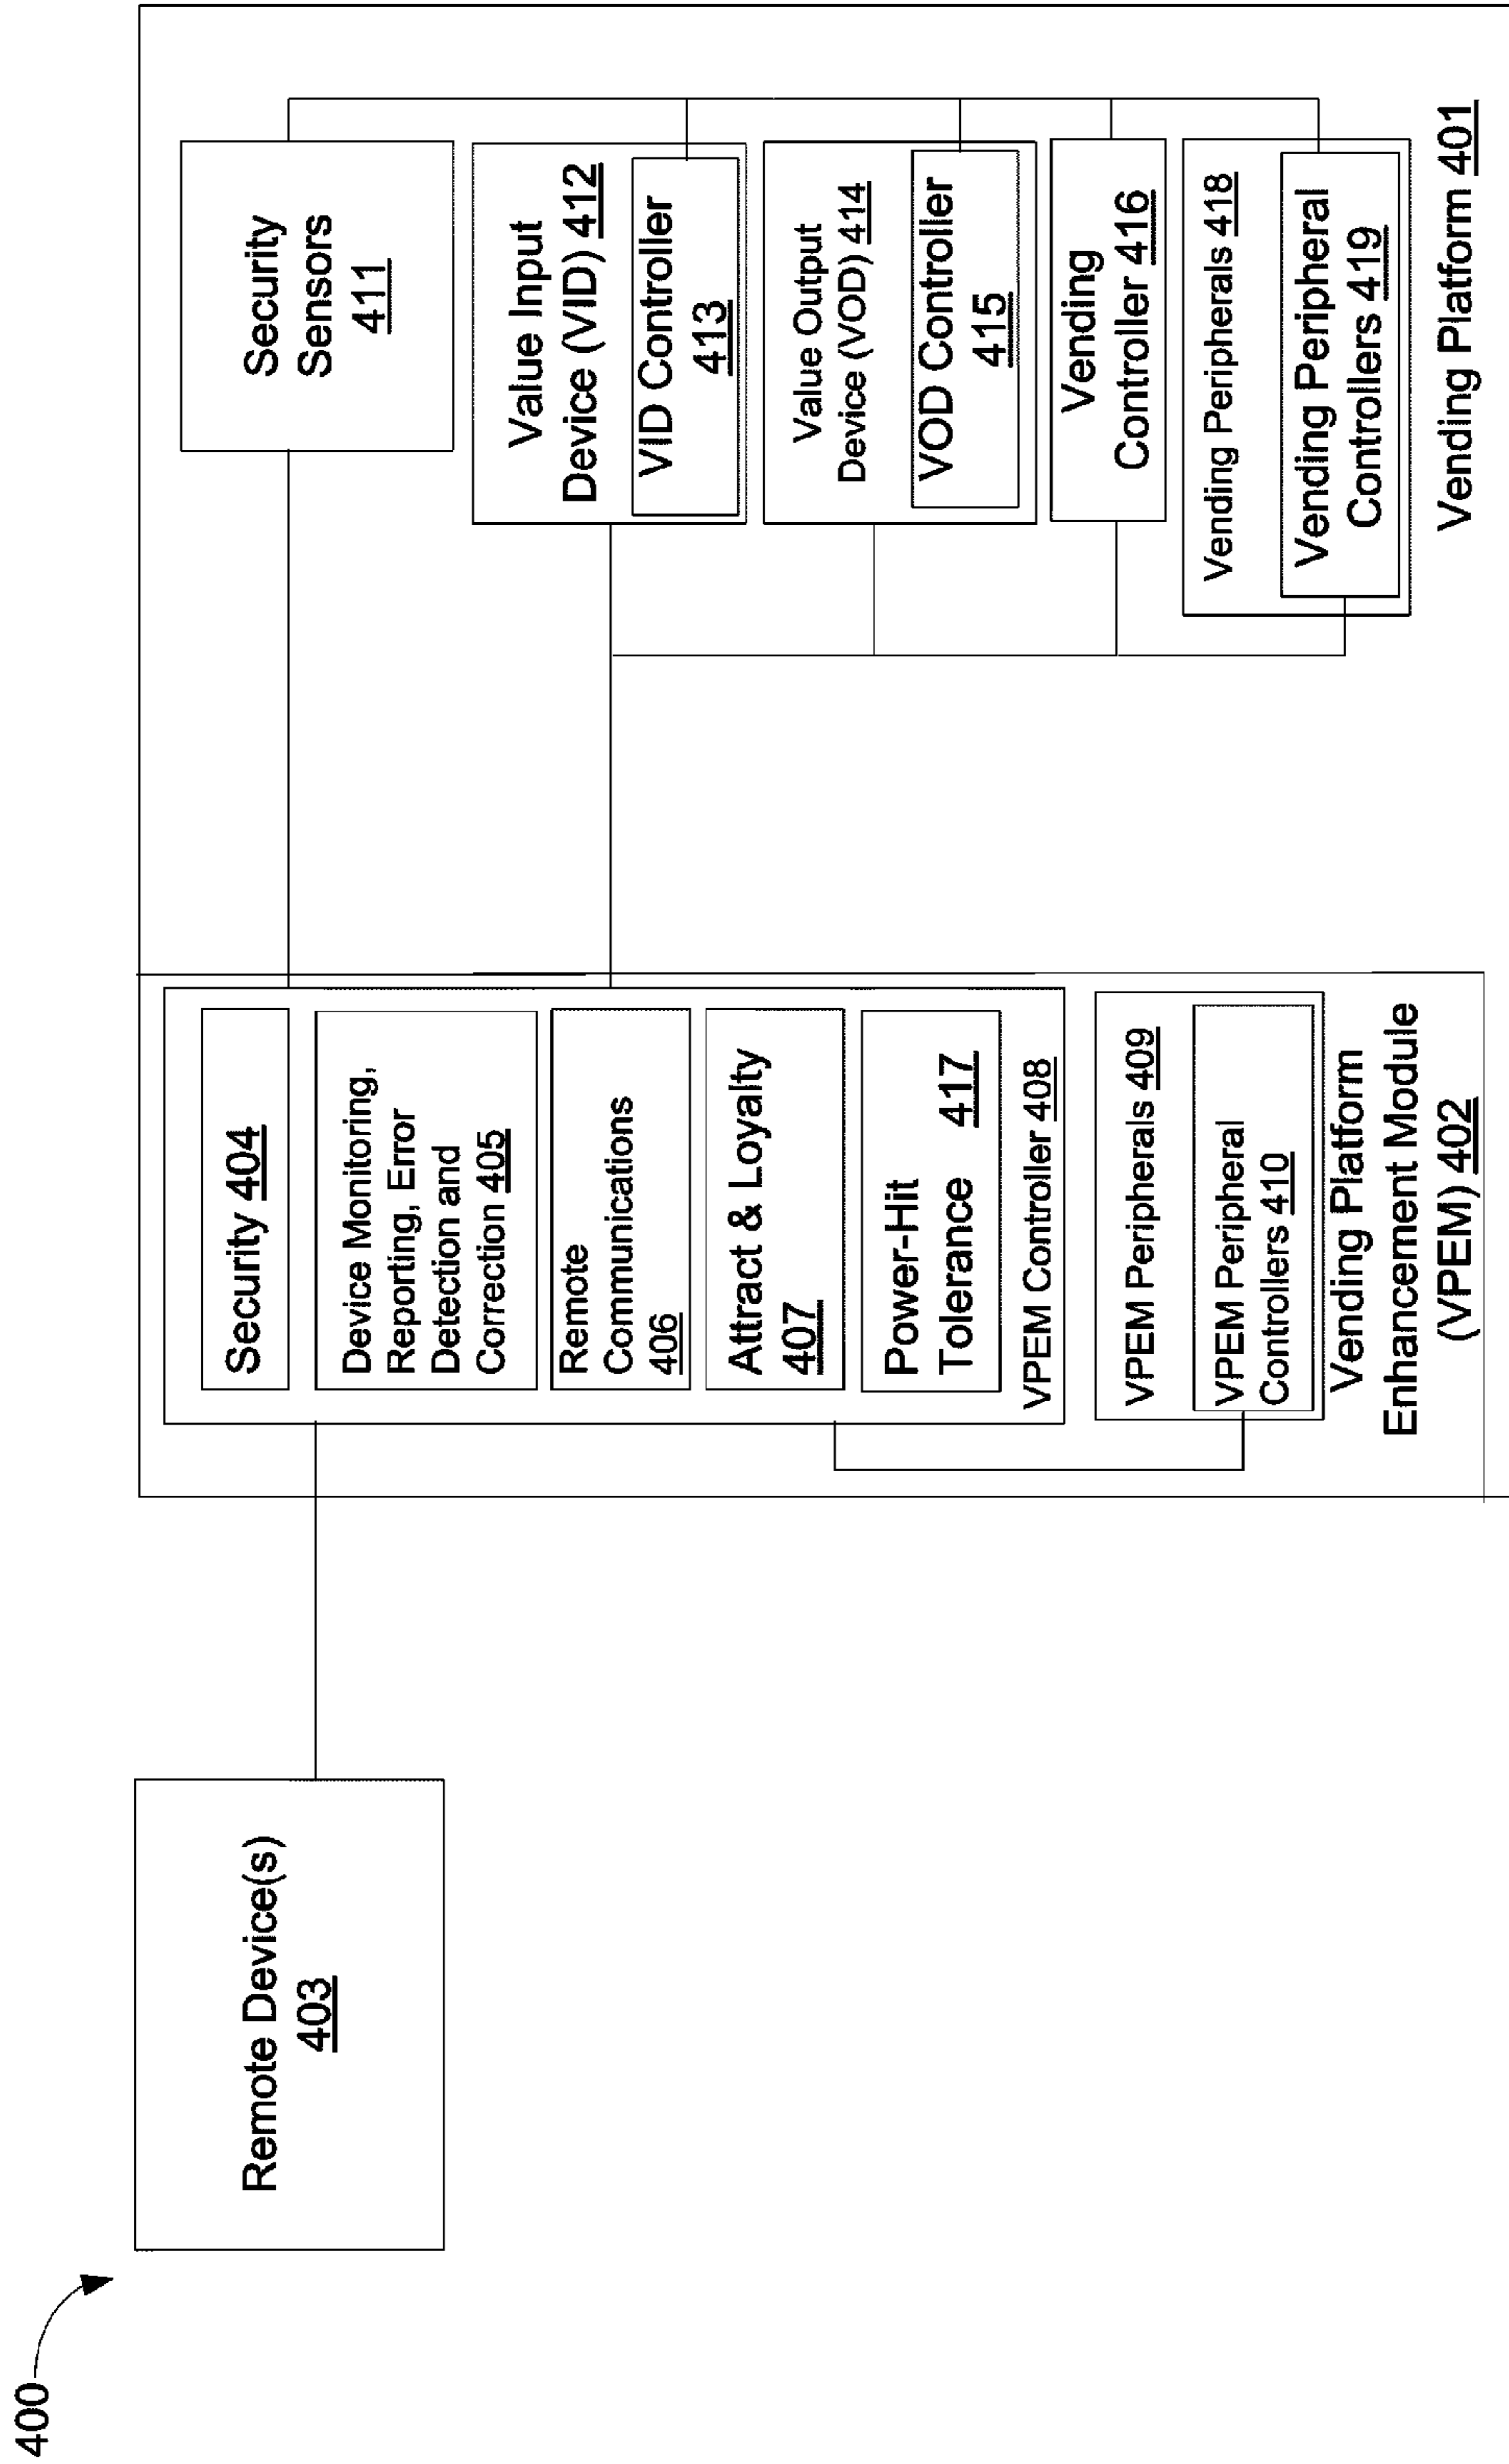 400
Remote Device(s)
403
Security 404
Device Monitoring,
Reporting, Error
Detection and
Correction 405
Remote
Communications
406
Attract & Loyalty
407
Power-Hit
Tolerance 417
VPEM Controller 408
VPEM Peripherals 409
VPEM Peripheral
Controllers 410
Vending Platform
Enhancement Module
(VPEM) 402
Security
Sensors
411
Value Input
Device (VID) 412
VID Controller
413
Value Output
Device (VOD) 414
VOD Controller
415
Vending
Controller 416
Vending Peripherals 418
Vending Peripheral
Controllers 419
Vending Platform 401